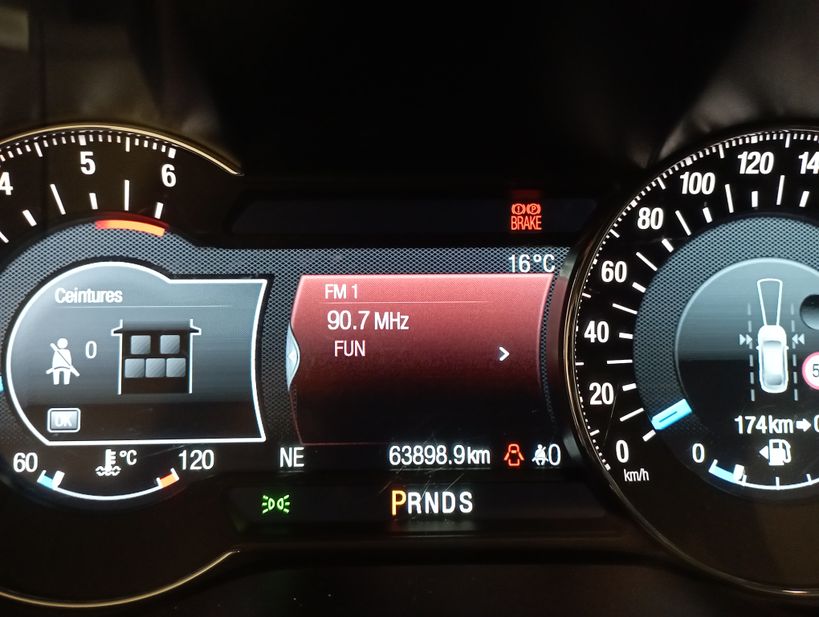 4 5 6
BRAKE
16°C
Ceintures
0
OK
FM 1
90.7 MHz
FUN
60 °C 120
NE
63898.9km
0
PRNDS
0 20 40 60 80 100 120
km/h
5
174km
0